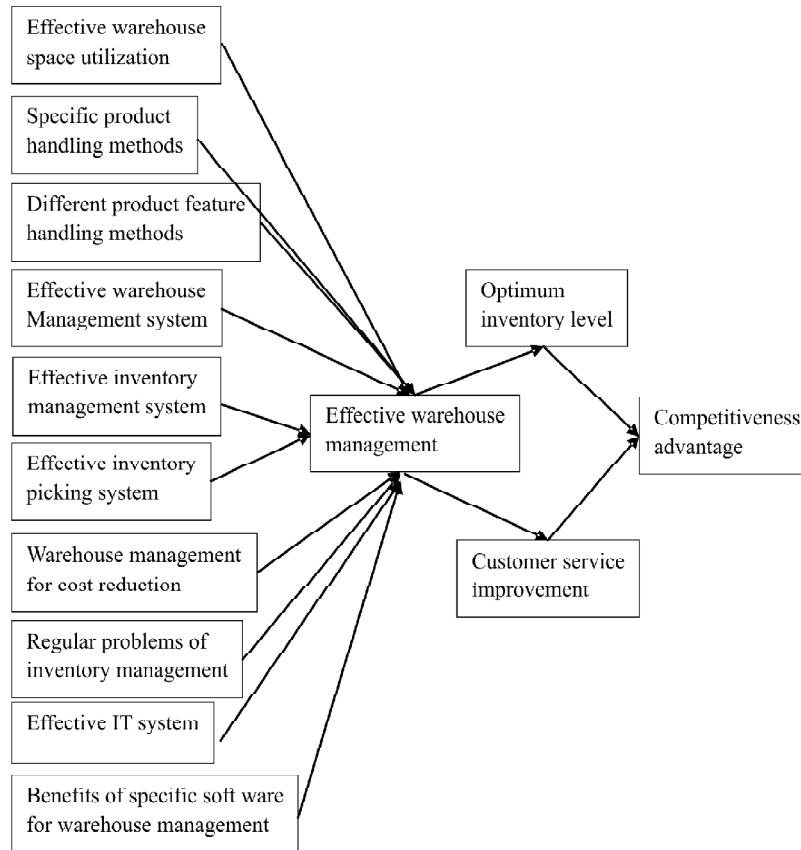 Effective warehouse
space utilization
Specific product
handling methods
Different product feature
handling methods
Effective warehouse
Management system
Effective inventory
management system
Effective inventory
picking system
Warehouse management
for cost reduction
Regular problems of
inventory management
Effective IT system
Benefits of specific soft ware
for warehouse management
Effective warehouse
management
Optimum
inventory level
Customer service
improvement
Competitiveness
advantage